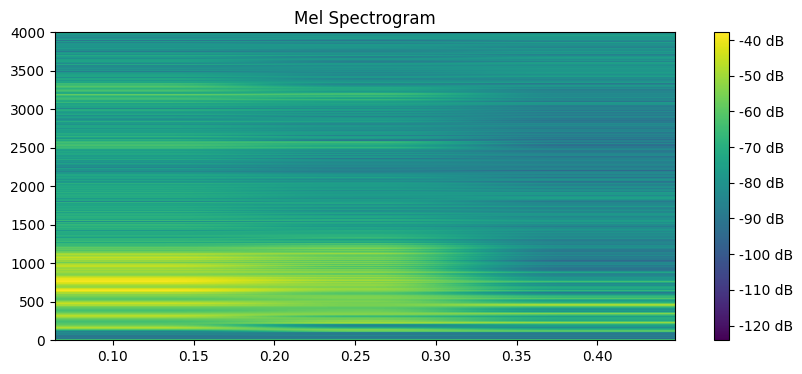 Mel Spectrogram
4000
3500
3000
2500
2000
1500
1000
500
0
0.10 0.15 0.20 0.25 0.30 0.35 0.40
-40 dB
-50 dB
-60 dB
-70 dB
-80 dB
-90 dB
-100 dB
-110 dB
-120 dB